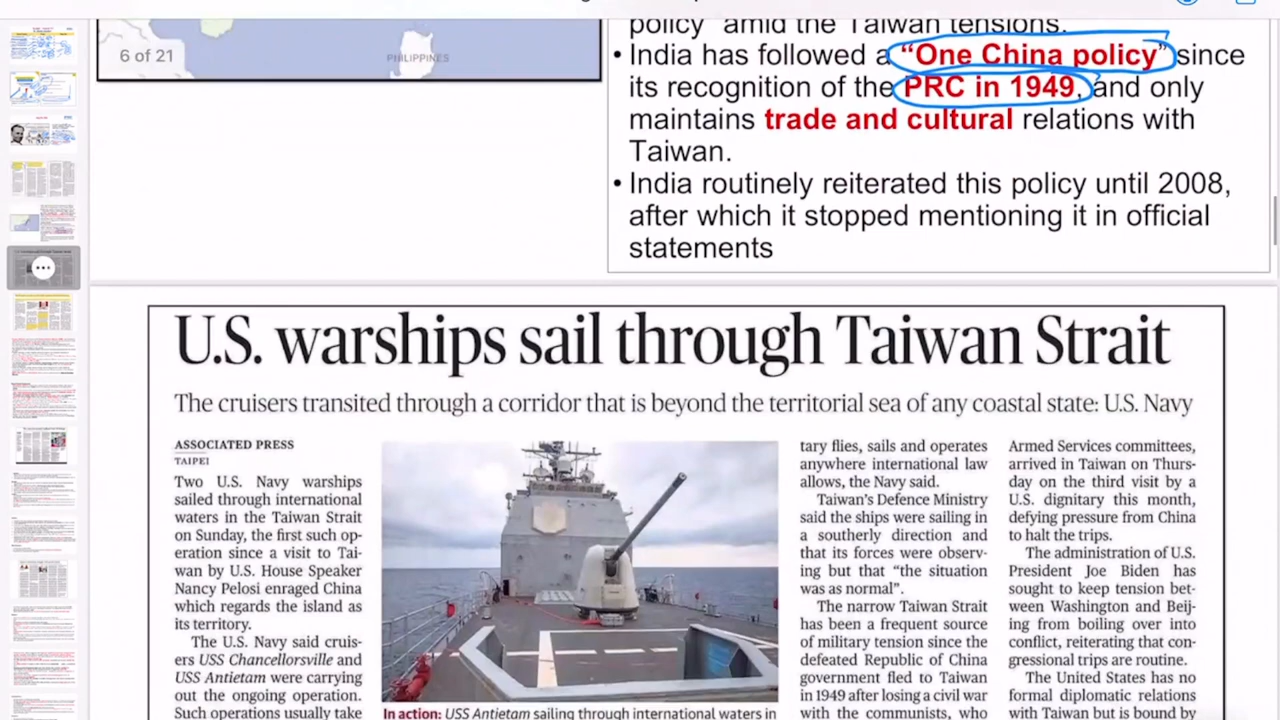 policy" amid the Taiwan tensions.
• India has followed a “One China policy” since
its recognition of the PRC in 1949, and only
maintains trade and cultural relations with
Taiwan.
• India routinely reiterated this policy until 2008,
after which it stopped mentioning it in official
statements
6 of 21
PHILIPPINES
U.S. warships sail through Taiwan Strait
The cruisers transited through a corridor that is beyond the territorial sea of any coastal state: U.S. Navy
ASSOCIATED PRESS
TAIPEI
The U.S. Navy warships
sail through international
waters in the Taiwan Strait
on Sunday, the first such op-
eration since a visit to Tai-
wan by U.S. House Speaker
Nancy Pelosi enraged China
which regards the island as
its territory.
The U.S. Navy said cruis-
ers USS Chancellorsville and
USS Antietam were carrying
out the ongoing operation.
Such operations usually take
In action: USS Antietam sailing through international waters in
tary flies, sails and operates
anywhere international law
allows, the Navy said.
Taiwan's Defence Ministry
said the ships were sailing in
a southerly direction and
that its forces were observ-
ing but that “the situation
was as normal”.
The narrow Taiwan Strait
has been a frequent source
of military tension since the
defeated Republic of China
government fled to Taiwan
in 1949 after losing a civil war
with the communists, who
Armed Services committees,
arrived in Taiwan on Thurs-
day on the third visit by a
U.S. dignitary this month,
defying pressure from China
to halt the trips.
The administration of U.S.
President Joe Biden has
sought to keep tension bet-
ween Washington and Beij-
ing from boiling over into
conflict, reiterating that con-
gressional trips are routine.
The United States has no
formal diplomatic relations
with Taiwan but is bound by